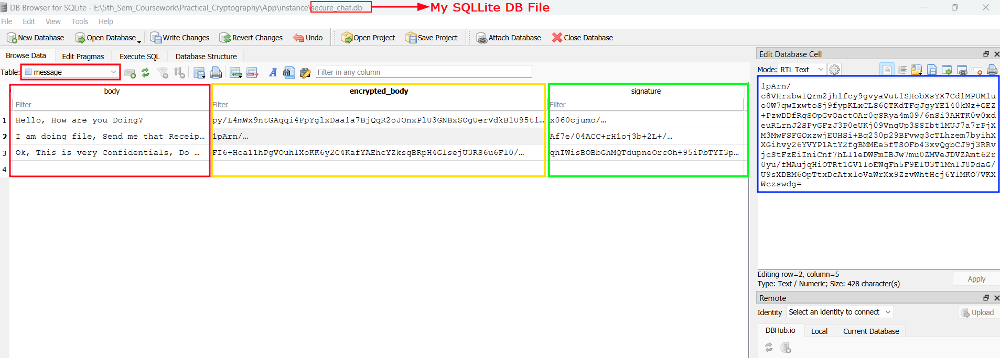 DB Browser for SQLite - E:\5th_Sem_Coursework\Practical_Cryptography\App\instance\secure_chat.db
My SQLLite DB File
File Edit View Tools Help
New Database Open Database Write Changes Revert Changes Undo Open Project Save Project Attach Database Close Database
Browse Data Edit Pragmas Execute SQL Database Structure
Table: message Filter in any column
body encrypted_body signature
Filter Filter Filter
1 Hello, How are you Doing? py/L4mWx9ntGAqqi4FpYglxDaa1a7BjQqR2oJOnxPlU3GNBxSOgUerVdkB1U95t1… x060cjumo/…
2 I am doing file, Send me that Receip… 1pArn/… Af7e/04ACC+rH1oj3b+2L+/…
3 Ok, This is very Confidentials, Do … FI6+Hca11hPgVOuhlXoKK6y2C4KafYAEhcYZksqBRpH4GlsejU3RS6u6Fl0/… qhIWisBOBbGhMQTdupneOrcOh+95iPbTYI3p…
4
Edit Database Cell
Mode: RTL Text
1pArn/
c8VHrxbwIQrm2jh1fcy9gvyaVut1SHobXsYX7Cd1MPUM1u
o0W7qwIxwtoSj9fypKLxCLS6QTKdTFqJgyYE140kNz+GEZ
+PzwDDfRqSOpGvQactOAr0gSRya4m09/6nSi3AHTK0v0xd
euRLrnJ2SPyGFzJ3P0eUKj09VngUp3SSIbt1MUJ7a7rPjX
M3MwFSFGQxzwjEUHSi+Bq230p29BFvwg3cTLhzem7byihX
XGihvy26YVYP1AtY2fgBMMEe5fTSOFb43xvQgbCJ9j3RRv
jcStFzEiIniCnf7hLl1eDWFmIBJw7mu0ZMVeJDVZAmt62r
0yu/fMAujqHiOTRt1GV1loEWQFh5F9ElU3T1MnlJ8PdaG/
U9sXDBM6OpTtxDcAtxloVaWrXx9ZzvWhtHcj6YlMKO7VKX
Wczswdg=
Editing row=2, column=5
Type: Text / Numeric; Size: 428 character(s)
Apply
Remote
Identity Select an identity to connect Upload
DBHub.io Local Current Database